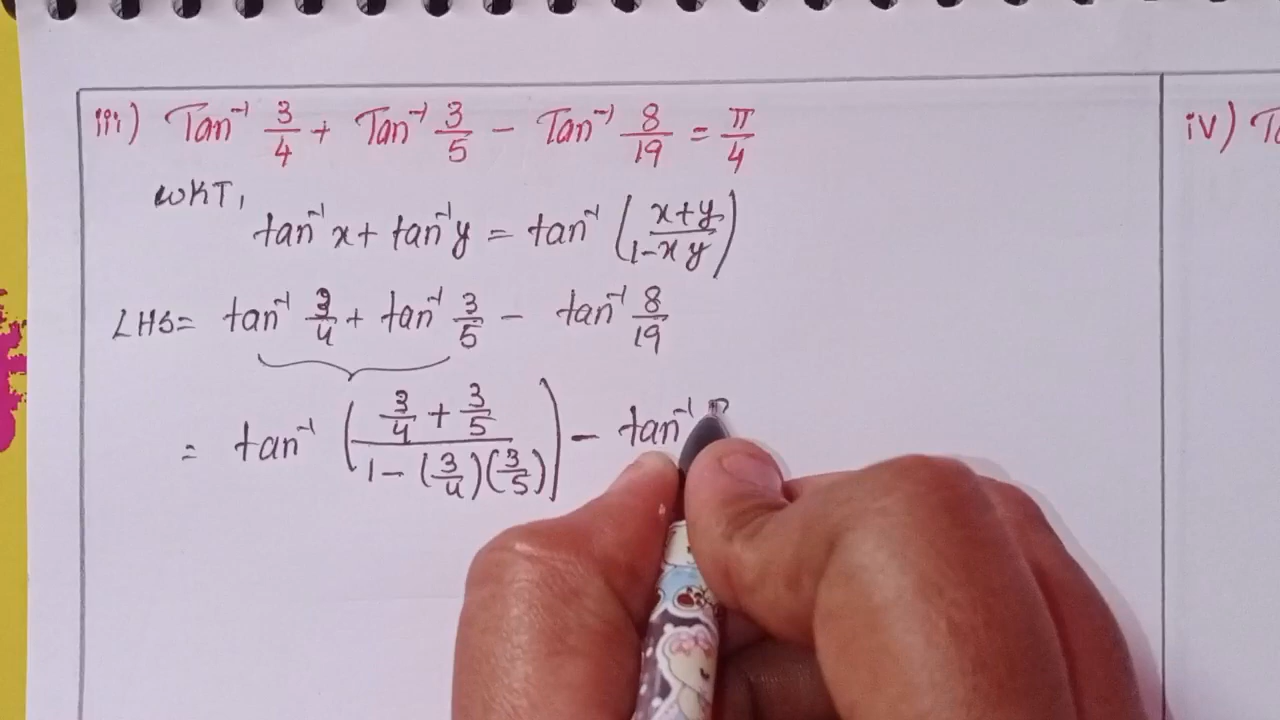 iii) Tan⁻¹ 3/4 + Tan⁻¹ 3/5 - Tan⁻¹ 8/19 = π/4
iv) T
WKT,
tan⁻¹x + tan⁻¹y = tan⁻¹ (x+y/1-xy)
LHS = tan⁻¹ 3/4 + tan⁻¹ 3/5 - tan⁻¹ 8/19
= tan⁻¹ (3/4 + 3/5 / 1-(3/4)(3/5)) - tan⁻¹